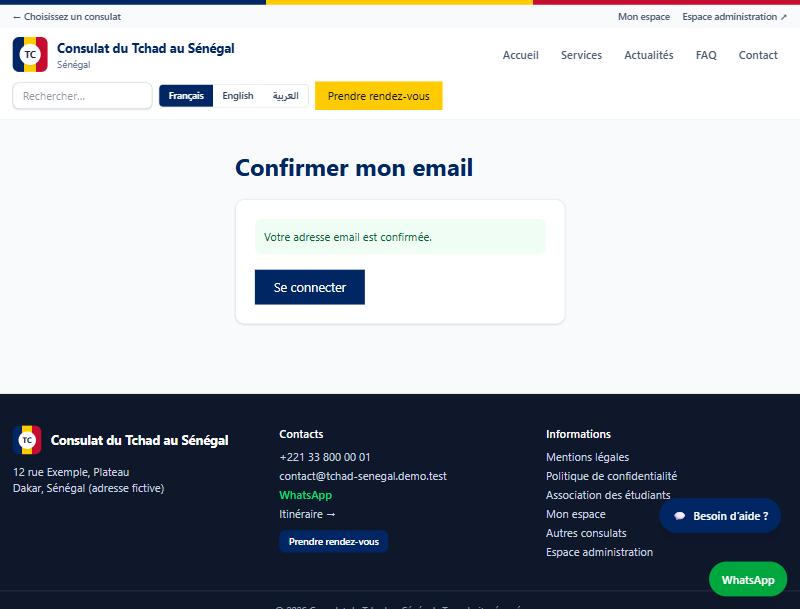 ← Choisissez un consulat
Mon espace
Espace administration ↗
TC
Consulat du Tchad au Sénégal
Sénégal
Accueil
Services
Actualités
FAQ
Contact
Rechercher...
Français
English
العربية
Prendre rendez-vous
Confirmer mon email
Votre adresse email est confirmée.
Se connecter
TC
Consulat du Tchad au Sénégal
12 rue Exemple, Plateau
Dakar, Sénégal (adresse fictive)
Contacts
+221 33 800 00 01
contact@tchad-senegal.demo.test
WhatsApp
Itinéraire →
Prendre rendez-vous
Informations
Mentions légales
Politique de confidentialité
Association des étudiants
Mon espace
Autres consulats
Espace administration
Besoin d'aide ?
WhatsApp